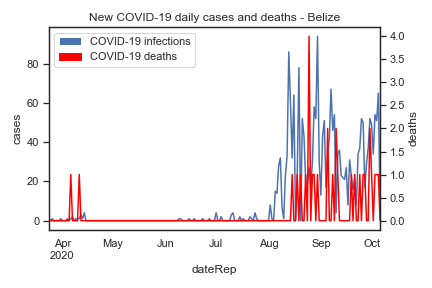 New COVID-19 daily cases and deaths - Belize
COVID-19 infections
COVID-19 deaths
cases
80
60
40
20
0
deaths
4.0
3.5
3.0
2.5
2.0
1.5
1.0
0.5
0.0
Apr May Jun Jul Aug Sep Oct
2020
dateRep